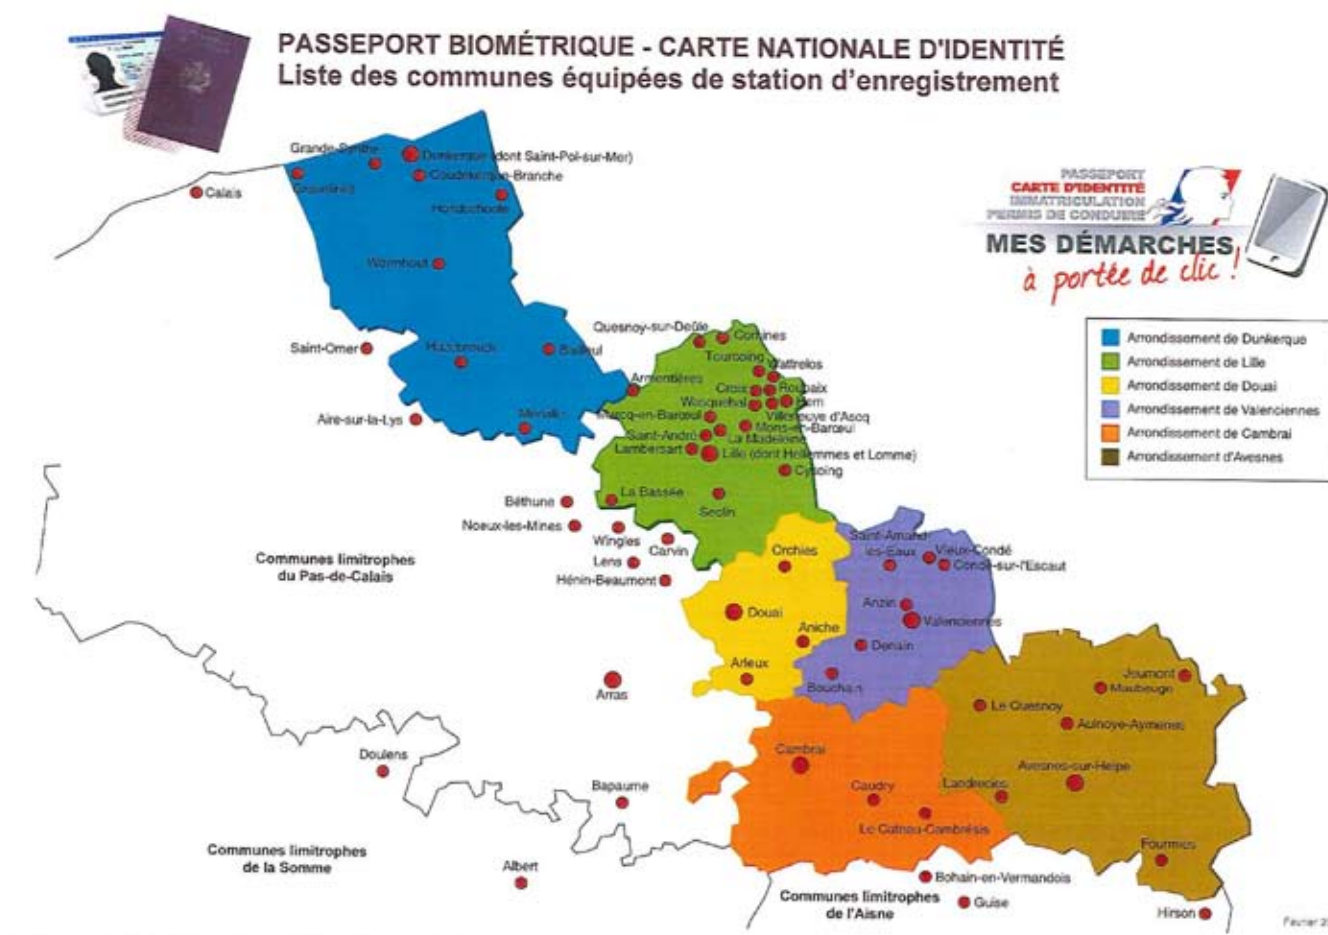 PASSEPORT BIOMÉTRIQUE - CARTE NATIONALE D'IDENTITÉ
Liste des communes équipées de station d'enregistrement
Grande-Synthe
Dunkerque (dont Saint-Pol-sur-Mer)
Calais
Gravelines
Coudekerque-Branche
Hondschoote
PASSEPORT
CARTE D'IDENTITÉ
IMMATRICULATION
PERMIS DE CONDUIRE
MES DÉMARCHES
à portée de clic !
Wormhout
Saint-Omer
Hazebrouck
Bailleul
Quesnoy-sur-Deûle
Comines
Tourcoing
Wattrelos
Armentières
Croix
Roubaix
Wasquehal
Hem
Aire-sur-la-Lys
Merville
Marcq-en-Barœul
Villeneuve d'Ascq
Mons-en-Barœul
Saint-André
La Madeleine
Lambersart
Lille (dont Hellemmes et Lomme)
Cysoing
Arrondissement de Dunkerque
Arrondissement de Lille
Arrondissement de Douai
Arrondissement de Valenciennes
Arrondissement de Cambrai
Arrondissement d'Avesnes
Béthune
La Bassée
Seclin
Noeux-les-Mines
Wingles
Carvin
Lens
Hénin-Beaumont
Communes limitrophes
du Pas-de-Calais
Orchies
Saint-Amand-
les-Eaux
Vieux-Condé
Condé-sur-l'Escaut
Douai
Aniche
Arleux
Anzin
Valenciennes
Denain
Bouchain
Arras
Jeumont
Maubeuge
Le Quesnoy
Aulnoye-Aymeries
Avesnes-sur-Helpe
Landrecies
Fourmies
Cambrai
Caudry
Le Cateau-Cambrésis
Doulens
Bapaume
Communes limitrophes
de la Somme
Albert
Bohain-en-Vermandois
Communes limitrophes
de l'Aisne
Guise
Hirson
Février